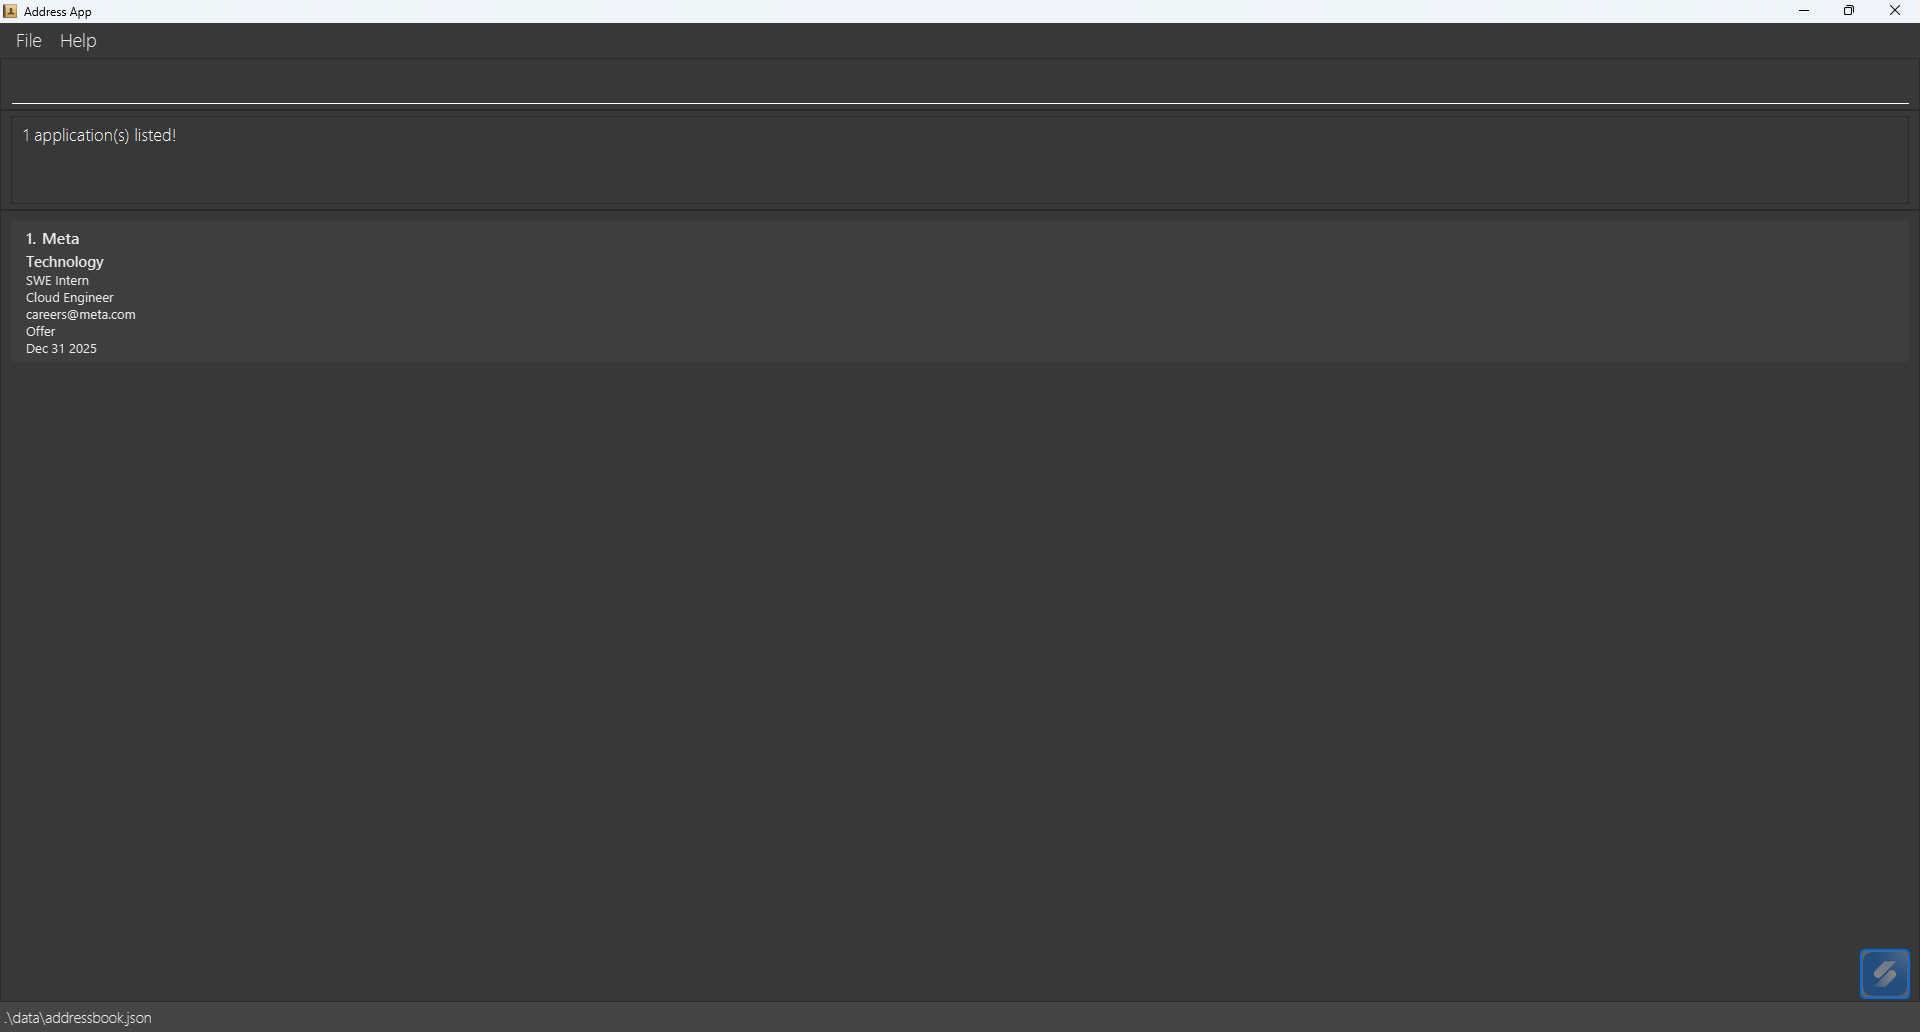 Address App
File Help
1 application(s) listed!
1. Meta
Technology
SWE Intern
Cloud Engineer
careers@meta.com
Offer
Dec 31 2025
.\data\addressbook.json